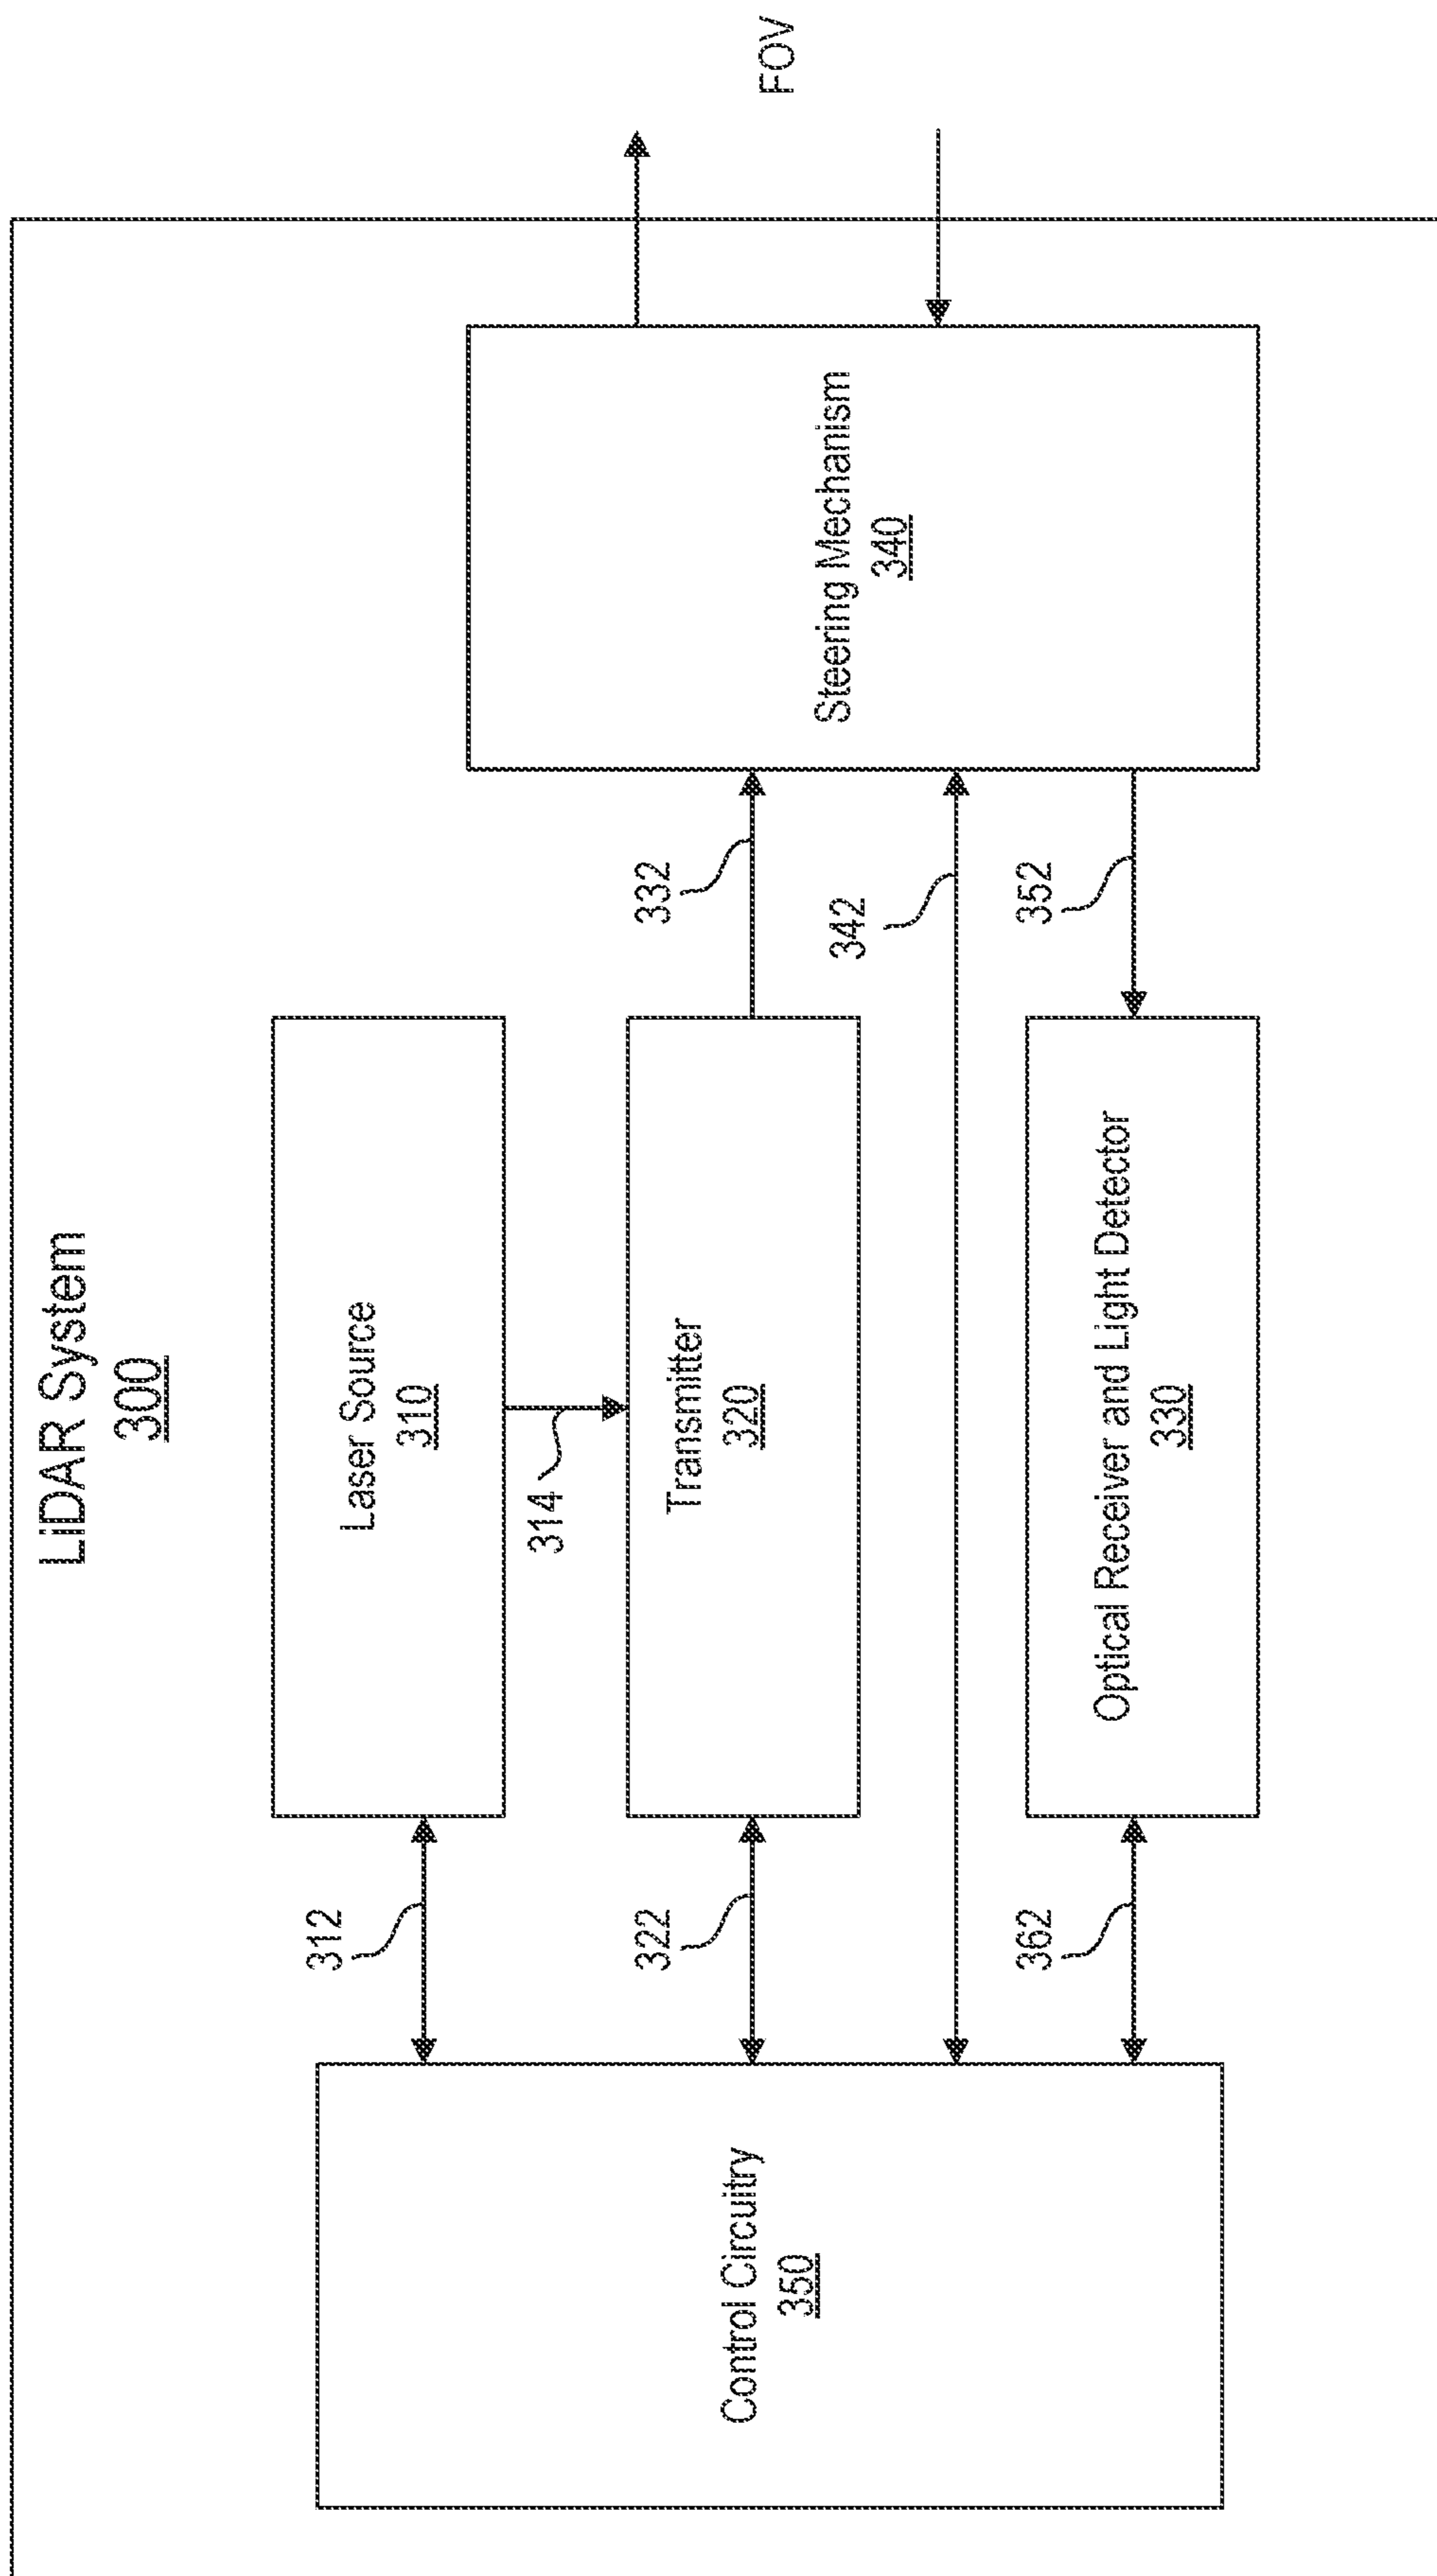 LiDAR System
300
Laser Source
310
312
314
Transmitter
320
322
332
FOV
Control Circuitry
350
Steering Mechanism
340
342
Optical Receiver and Light Detector
330
352
362